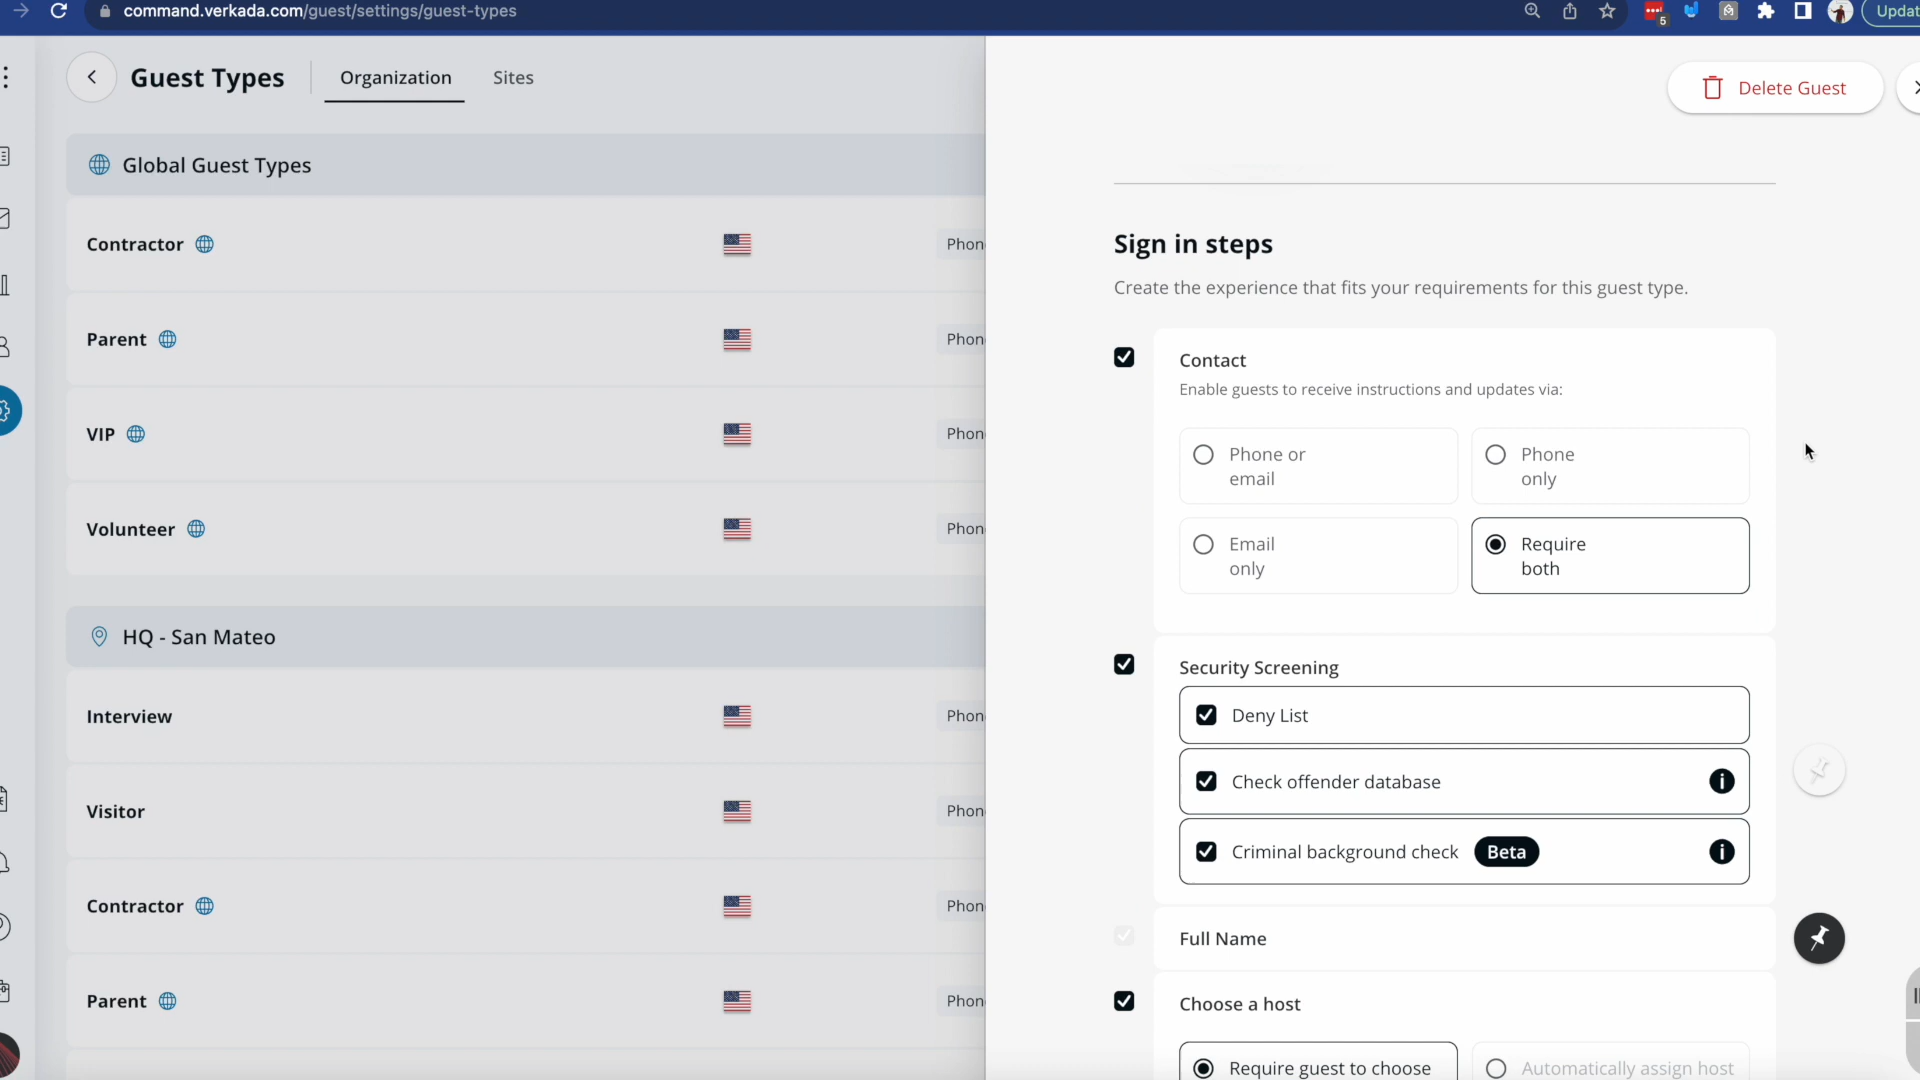 command.verkada.com/guest/settings/guest-types
5
Guest Types
Organization
Sites
Delete Guest
Global Guest Types
Contractor
Phon
Parent
Phon
VIP
Phon
Volunteer
Phon
HQ - San Mateo
Interview
Phon
Visitor
Phon
Contractor
Phon
Parent
Phon
Sign in steps
Create the experience that fits your requirements for this guest type.
Contact
Enable guests to receive instructions and updates via:
Phone or
email
Phone
only
Email
only
Require
both
Security Screening
Deny List
Check offender database
Criminal background check Beta
Full Name
Choose a host
Require guest to choose
Automatically assign host